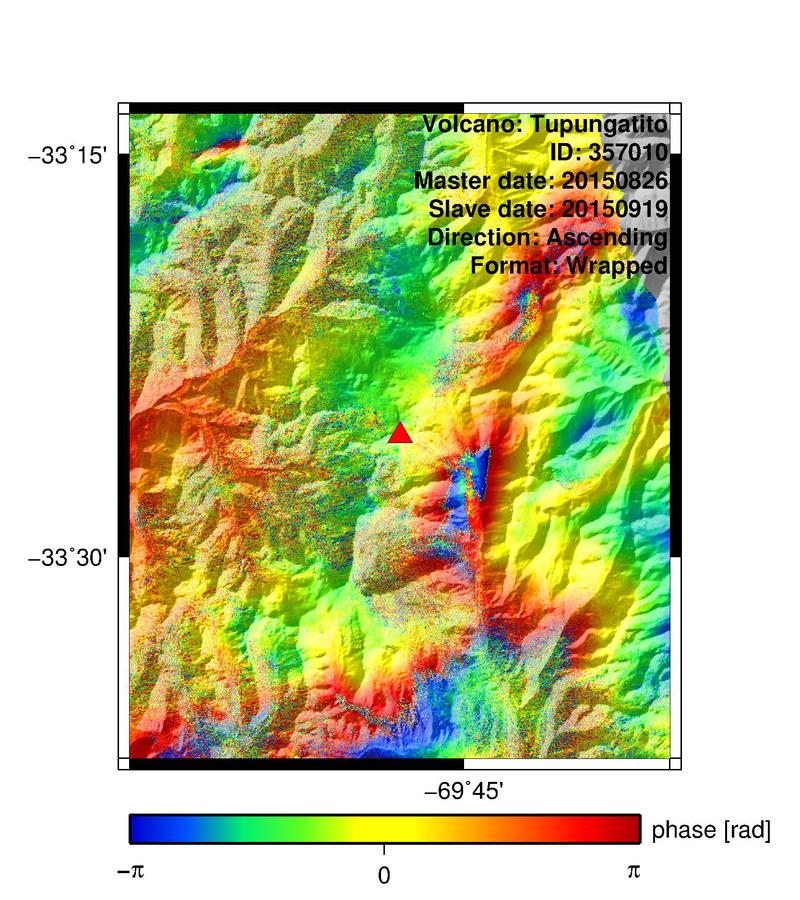 Volcano: Tupungatito
ID: 357010
Master date: 20150826
Slave date: 20150919
Direction: Ascending
Format: Wrapped
−33˚15'
−33˚30'
−69˚45'
phase [rad]
−π 0 π